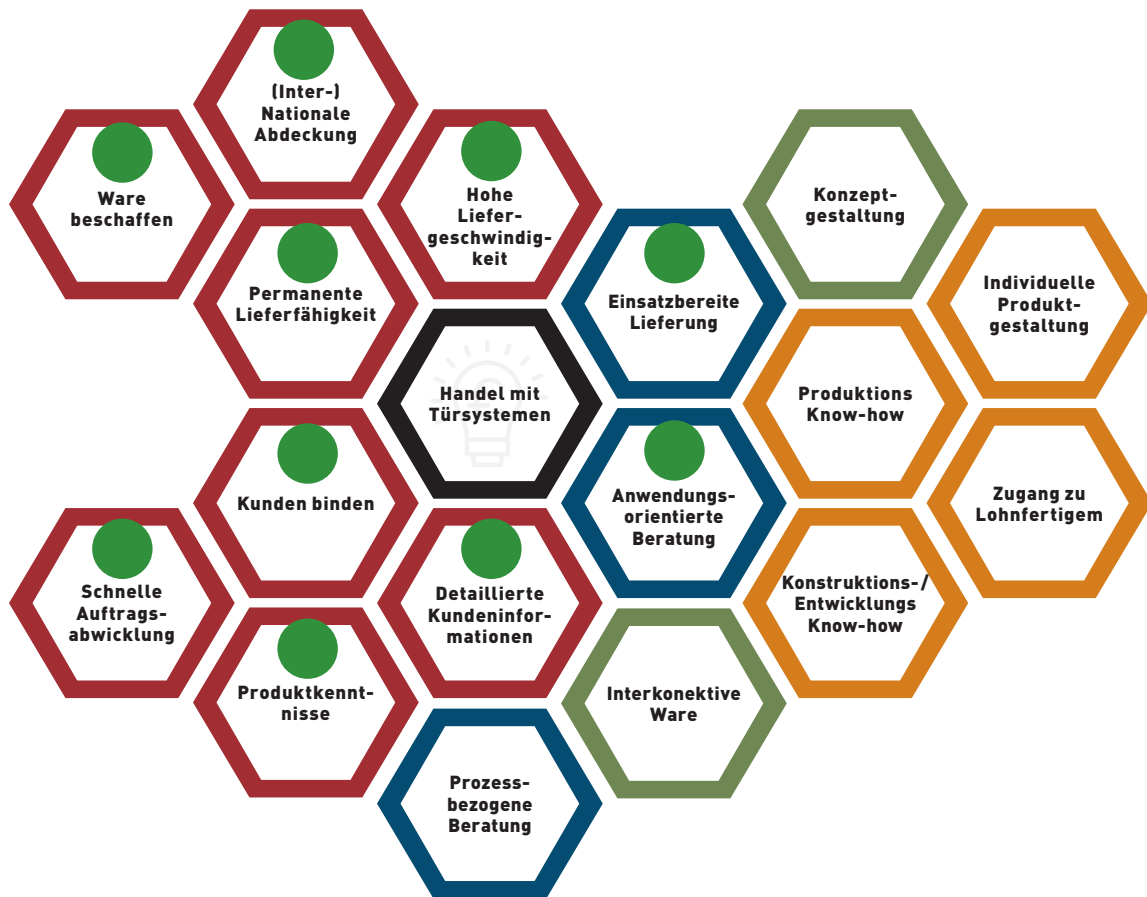 (Inter-)
Nationale
Abdeckung
Ware
beschaffen
Hohe
Liefer-
geschwindig-
keit
Konzept-
gestaltung
Permanente
Lieferfähigkeit
Einsatzbereite
Lieferung
Individuelle
Produkt-
gestaltung
Handel mit
Türsystemen
Produktions
Know-how
Kunden binden
Anwendungs-
orientierte
Beratung
Zugang zu
Lohnfertigem
Schnelle
Auftrags-
abwicklung
Detaillierte
Kundeninfor-
mationen
Konstruktions-/
Entwicklungs
Know-how
Produktkennt-
nisse
Interkonektive
Ware
Prozess-
bezogene
Beratung